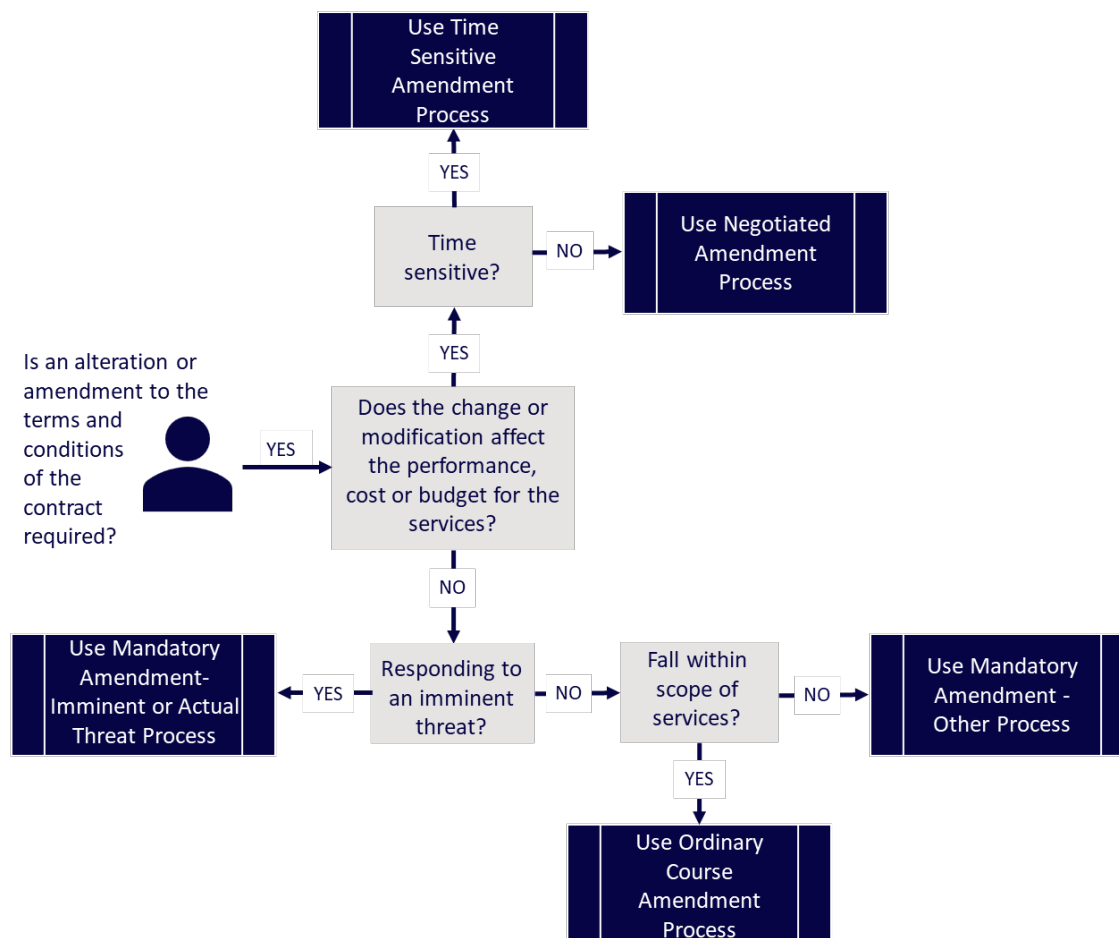 Use Time
Sensitive
Amendment
Process
YES
Time
sensitive?
NO
Use Negotiated
Amendment
Process
YES
Is an alteration or
amendment to the
terms and
conditions
of the
contract
required?
YES
Does the change or
modification affect
the performance,
cost or budget for the
services?
NO
Use Mandatory
Amendment-
Imminent or Actual
Threat Process
YES
Responding to
an imminent
threat?
NO
Fall within
scope of
services?
NO
Use Mandatory
Amendment -
Other Process
YES
Use Ordinary
Course
Amendment
Process